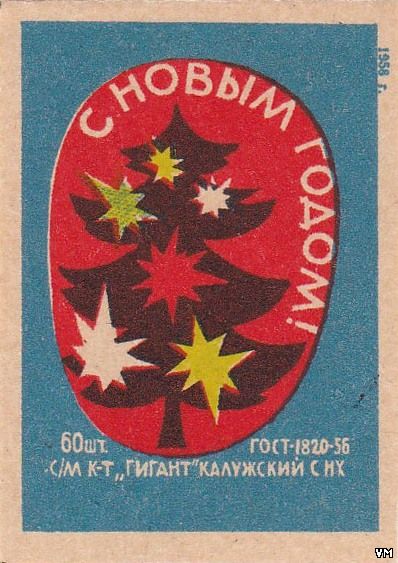 С НОВЫМ ГОДОМ!
1958 г.
60 шт. ГОСТ-1820-56
С/М К-Т „ГИГАНТ" КАЛУЖСКИЙ СНХ
VM